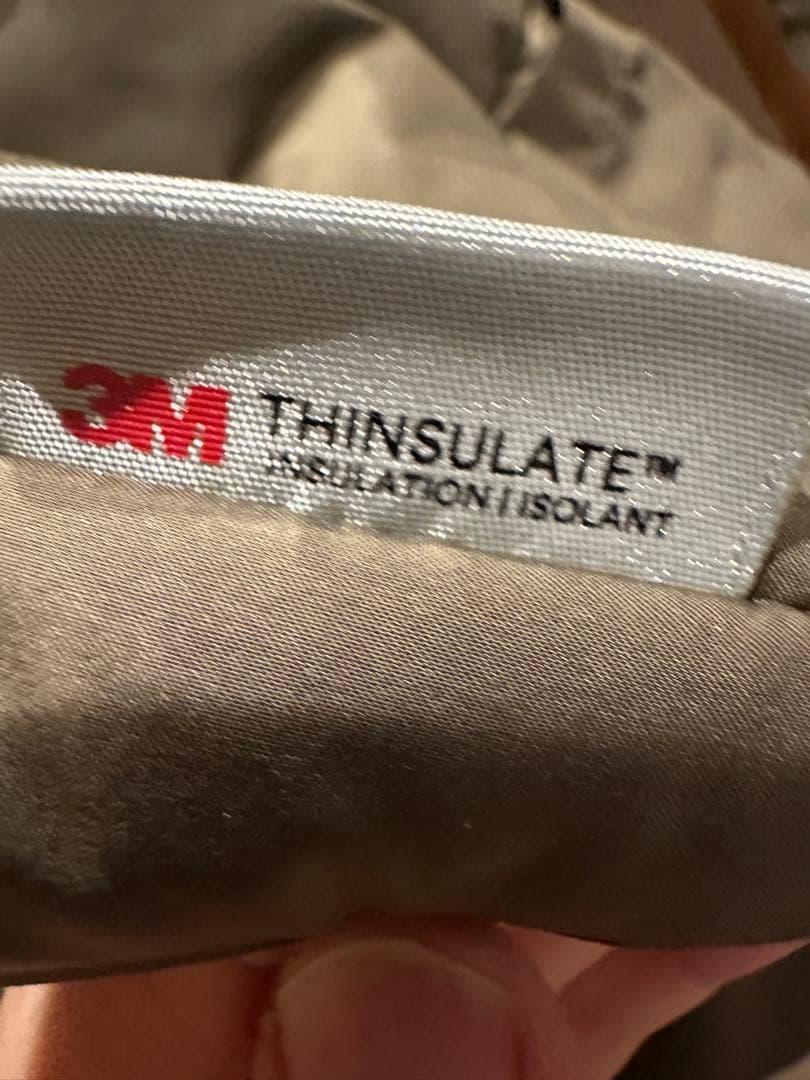 3M THINSULATE™
INSULATION / ISOLANT